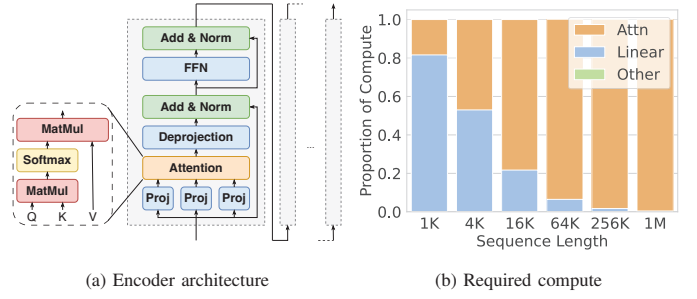 Add & Norm
FFN
Add & Norm
Deprojection
Attention
Proj
Proj
Proj
MatMul
Softmax
MatMul
Q K V
...
Proportion of Compute
1.0
0.8
0.6
0.4
0.2
0.0
Attn
Linear
Other
1K 4K 16K 64K 256K 1M
Sequence Length
(a) Encoder architecture
(b) Required compute